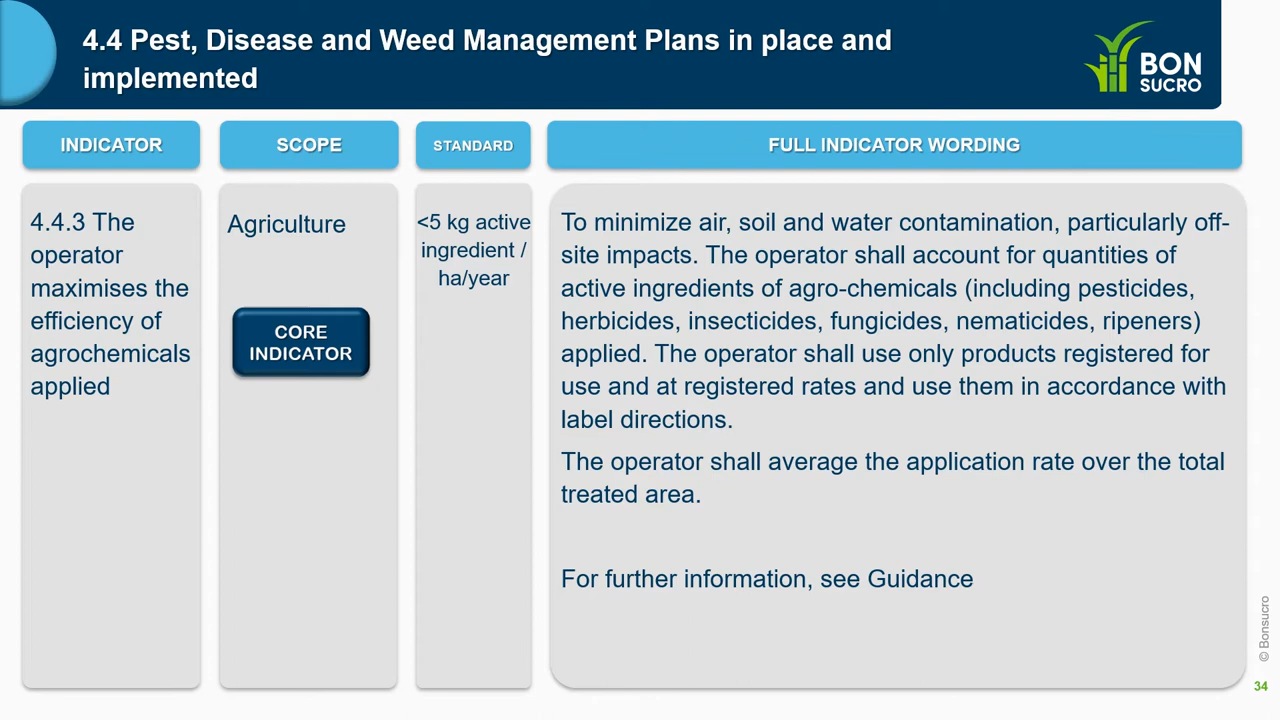 4.4 Pest, Disease and Weed Management Plans in place and
implemented
BON
SUCRO
INDICATOR
SCOPE
STANDARD
FULL INDICATOR WORDING
4.4.3 The
operator
maximises the
efficiency of
agrochemicals
applied
Agriculture
CORE
INDICATOR
<5 kg active
ingredient /
ha/year
To minimize air, soil and water contamination, particularly off-
site impacts. The operator shall account for quantities of
active ingredients of agro-chemicals (including pesticides,
herbicides, insecticides, fungicides, nematicides, ripeners)
applied. The operator shall use only products registered for
use and at registered rates and use them in accordance with
label directions.
The operator shall average the application rate over the total
treated area.
For further information, see Guidance
© Bonsucro
34